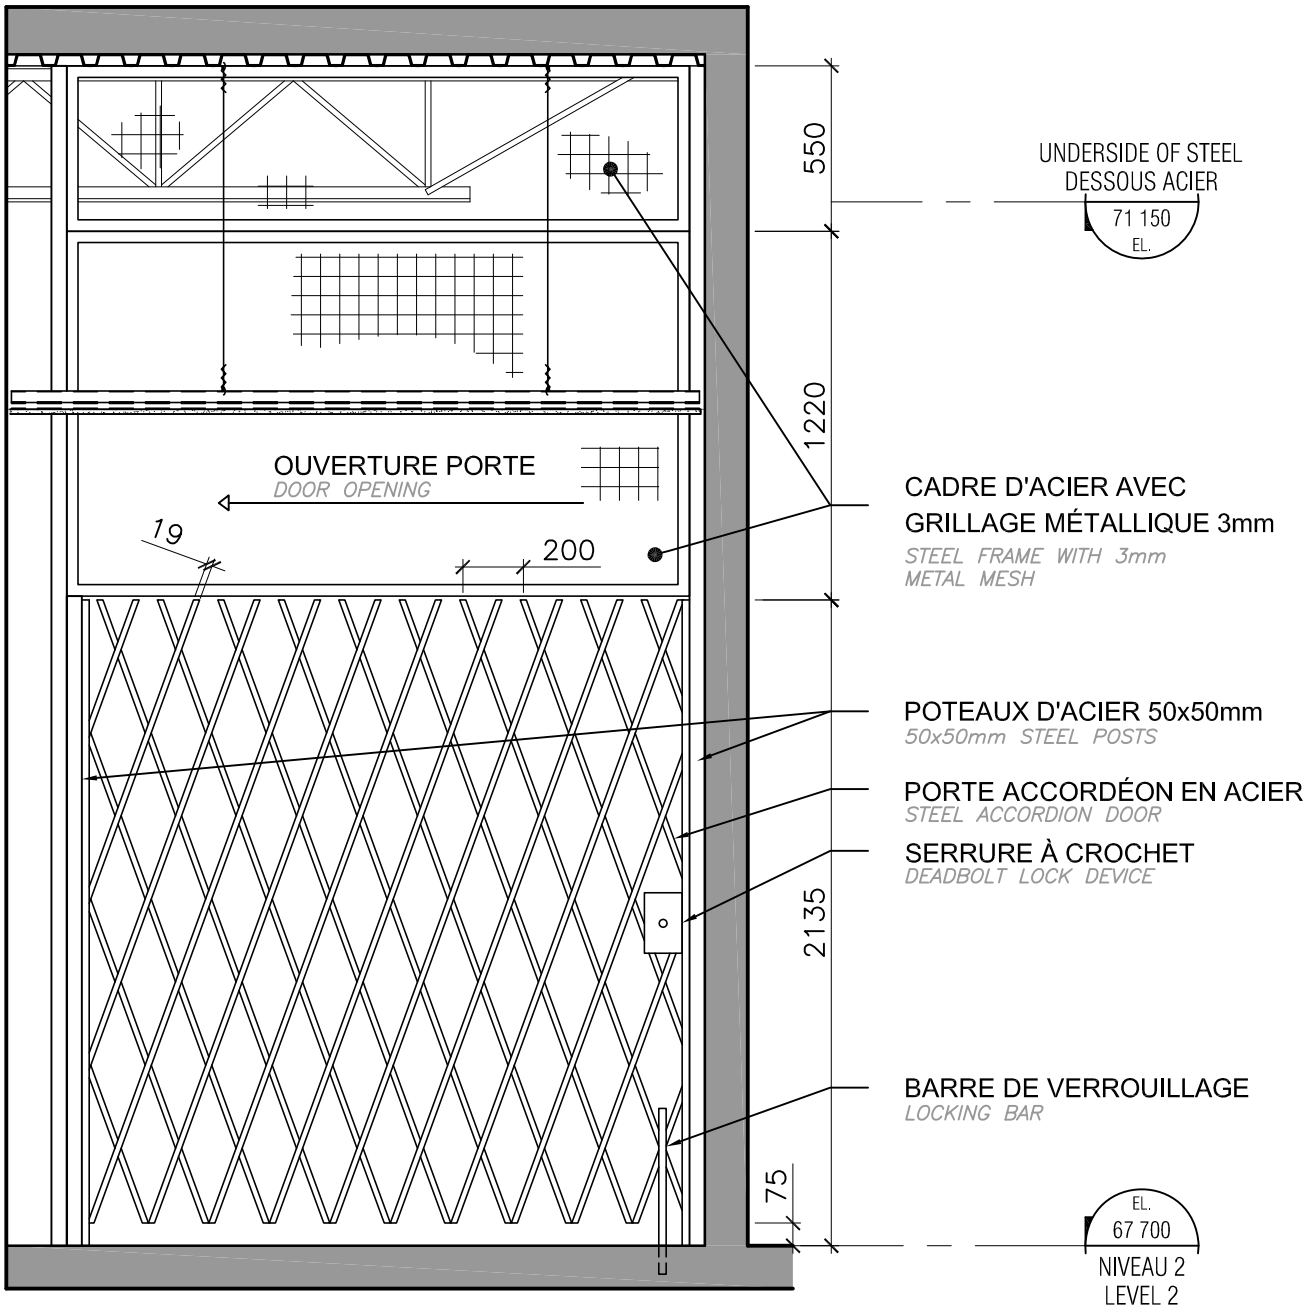 550
UNDERSIDE OF STEEL
DESSOUS ACIER
71 150
EL.
1220
OUVERTURE PORTE
DOOR OPENING
19
200
CADRE D'ACIER AVEC
GRILLAGE MÉTALLIQUE 3mm
STEEL FRAME WITH 3mm
METAL MESH
POTEAUX D'ACIER 50x50mm
50x50mm STEEL POSTS
PORTE ACCORDÉON EN ACIER
STEEL ACCORDION DOOR
SERRURE À CROCHET
DEADBOLT LOCK DEVICE
2135
BARRE DE VERROUILLAGE
LOCKING BAR
75
EL.
67 700
NIVEAU 2
LEVEL 2